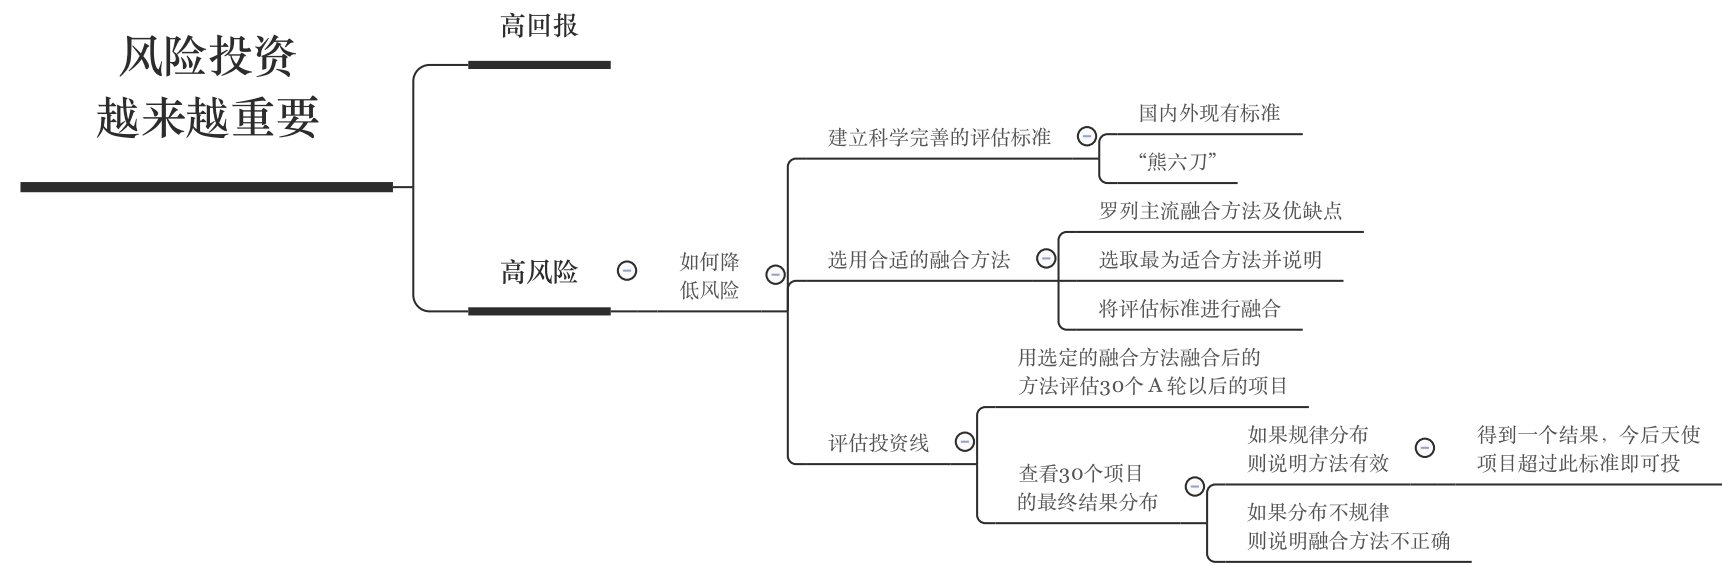 风险投资
越来越重要
高回报
高风险
如何降
低风险
建立科学完善的评估标准
国内外现有标准
“熊六刀”
选用合适的融合方法
罗列主流融合方法及优缺点
选取最为适合方法并说明
将评估标准进行融合
评估投资线
用选定的融合方法融合后的
方法评估30个 A 轮以后的项目
查看30个项目
的最终结果分布
如果规律分布
则说明方法有效
得到一个结果，今后天使
项目超过此标准即可投
如果分布不规律
则说明融合方法不正确